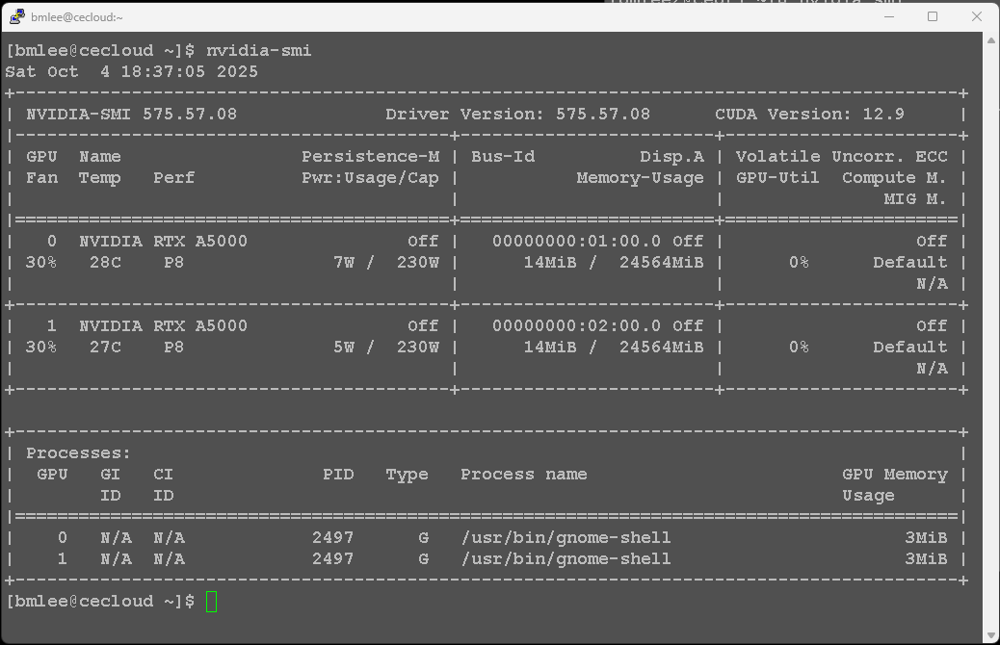 bmlee@cecloud:~
[bmlee@cecloud ~]$ nvidia-smi
Sat Oct  4 18:37:05 2025
+-----------------------------------------------------------------------------------------+
| NVIDIA-SMI 575.57.08              Driver Version: 575.57.08      CUDA Version: 12.9     |
|-----------------------------------------+------------------------+----------------------+
| GPU  Name                 Persistence-M | Bus-Id          Disp.A | Volatile Uncorr. ECC |
| Fan  Temp   Perf          Pwr:Usage/Cap |           Memory-Usage | GPU-Util  Compute M. |
|                                         |                        |               MIG M. |
|=========================================+========================+======================|
|   0  NVIDIA RTX A5000               Off |   00000000:01:00.0 Off |                  Off |
| 30%   28C    P8              7W /  230W |      14MiB /  24564MiB |      0%      Default |
|                                         |                        |                  N/A |
+-----------------------------------------+------------------------+----------------------+
|   1  NVIDIA RTX A5000               Off |   00000000:02:00.0 Off |                  Off |
| 30%   27C    P8              5W /  230W |      14MiB /  24564MiB |      0%      Default |
|                                         |                        |                  N/A |
+-----------------------------------------+------------------------+----------------------+

+-----------------------------------------------------------------------------------------+
| Processes:                                                                              |
|  GPU   GI   CI              PID   Type   Process name                        GPU Memory |
|        ID   ID                                                               Usage      |
|=========================================================================================|
|    0   N/A  N/A            2497      G   /usr/bin/gnome-shell                      3MiB |
|    1   N/A  N/A            2497      G   /usr/bin/gnome-shell                      3MiB |
+-----------------------------------------------------------------------------------------+
[bmlee@cecloud ~]$